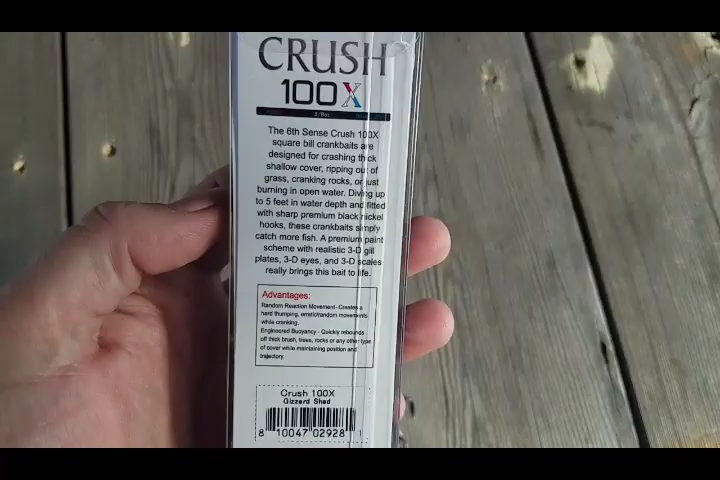 CRUSH
100X
The 6th Sense Crush 100X
square bill crankbaits are
designed for crashing thick
shallow cover, ripping out of
grass, cranking rocks, or just
burning in open water. Diving up
to 5 feet in water depth and fitted
with sharp premium black nickel
hooks, these crankbaits simply
catch more fish. A premium paint
scheme with realistic 3-D gill
plates, 3-D eyes, and 3-D scales
really brings this bait to life.
Advantages:
Random Reaction Movement- Creates a
hard thumping, erratic/random movements
while cranking.
Engineered Buoyancy - Quickly rebounds
off thick brush, trees, rocks or any other type
of cover while maintaining position and
trajectory
Crush 100X
Gizzard Shad
8 10047 02928 1